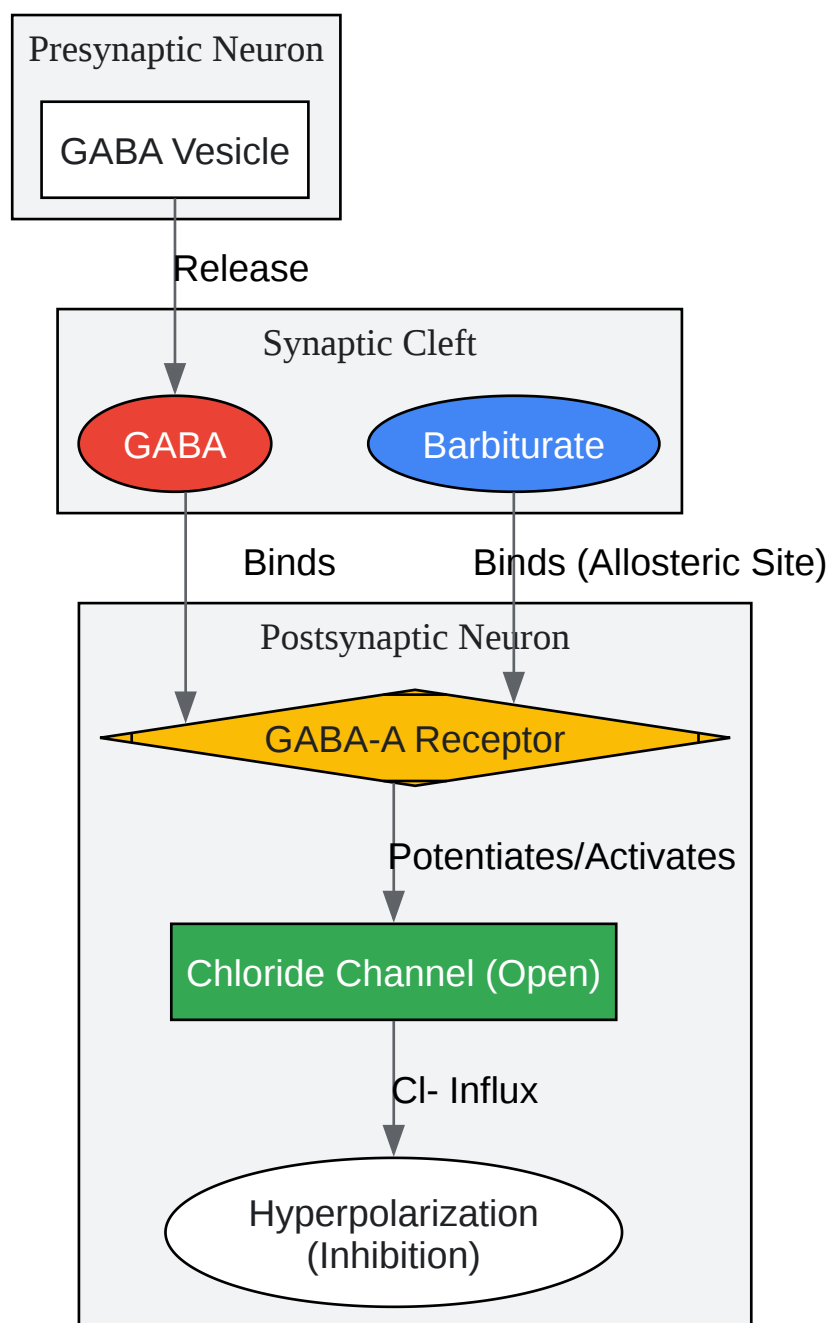 Presynaptic Neuron
GABA Vesicle
Release
Synaptic Cleft
GABA
Barbiturate
Binds
Binds (Allosteric Site)
Postsynaptic Neuron
GABA-A Receptor
Potentiates/Activates
Chloride Channel (Open)
Cl- Influx
Hyperpolarization
(Inhibition)